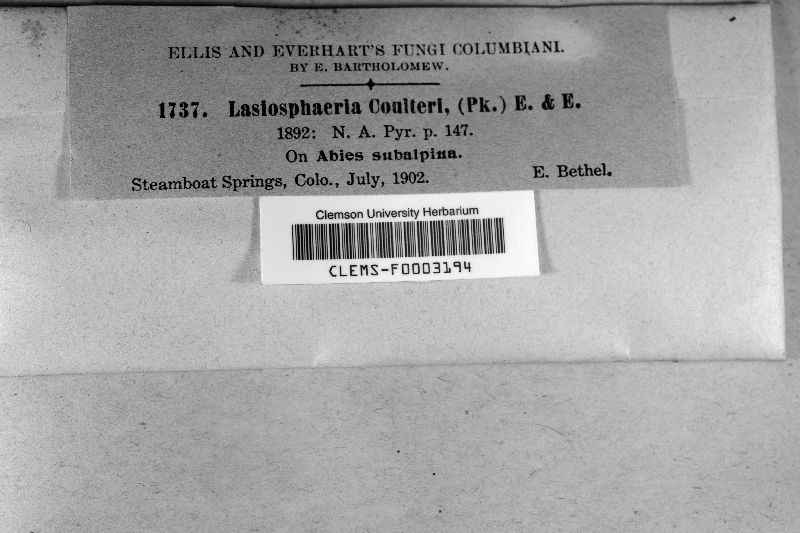 ELLIS AND EVERHART'S FUNGI COLUMBIANI.
BY E. BARTHOLOMEW.
1737. Lasiosphaeria Coulteri, (Pk.) E. & E.
1892: N. A. Pyr. p. 147.
On Abies subalpina.
Steamboat Springs, Colo., July, 1902. E. Bethel.
Clemson University Herbarium
CLEMS-F0003194